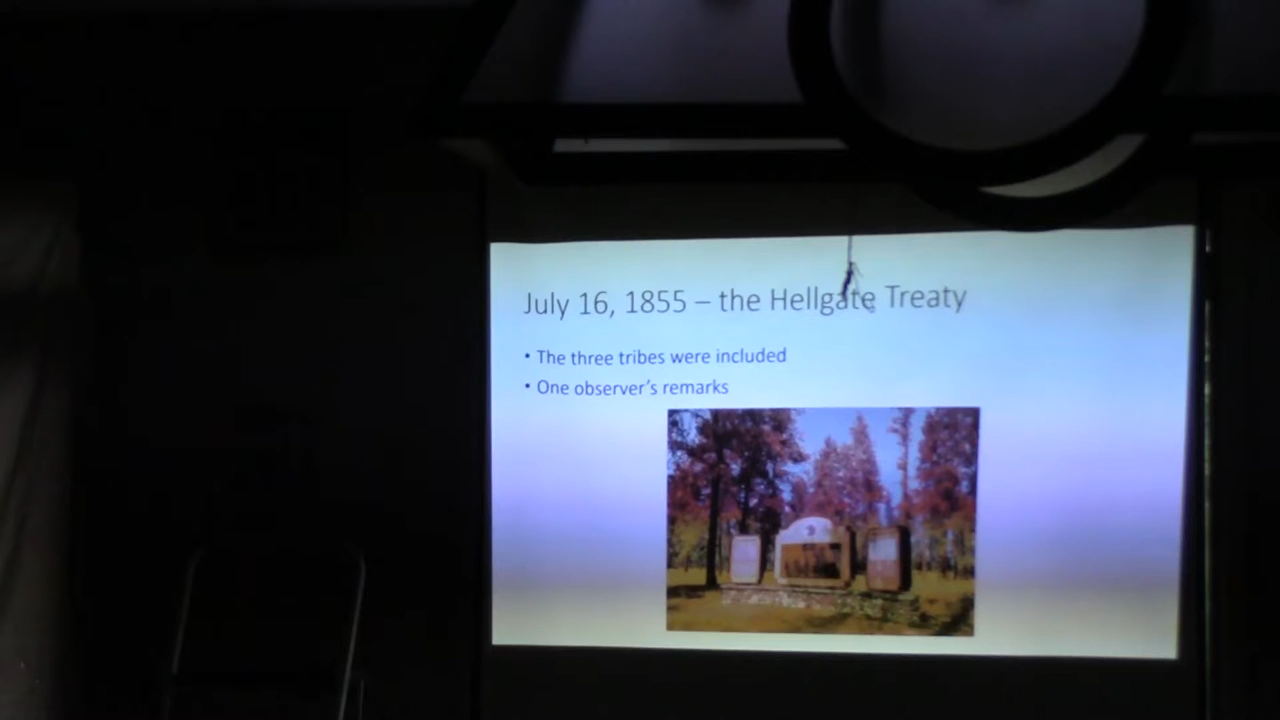 July 16, 1855 – the Hellgate Treaty
• The three tribes were included
• One observer's remarks